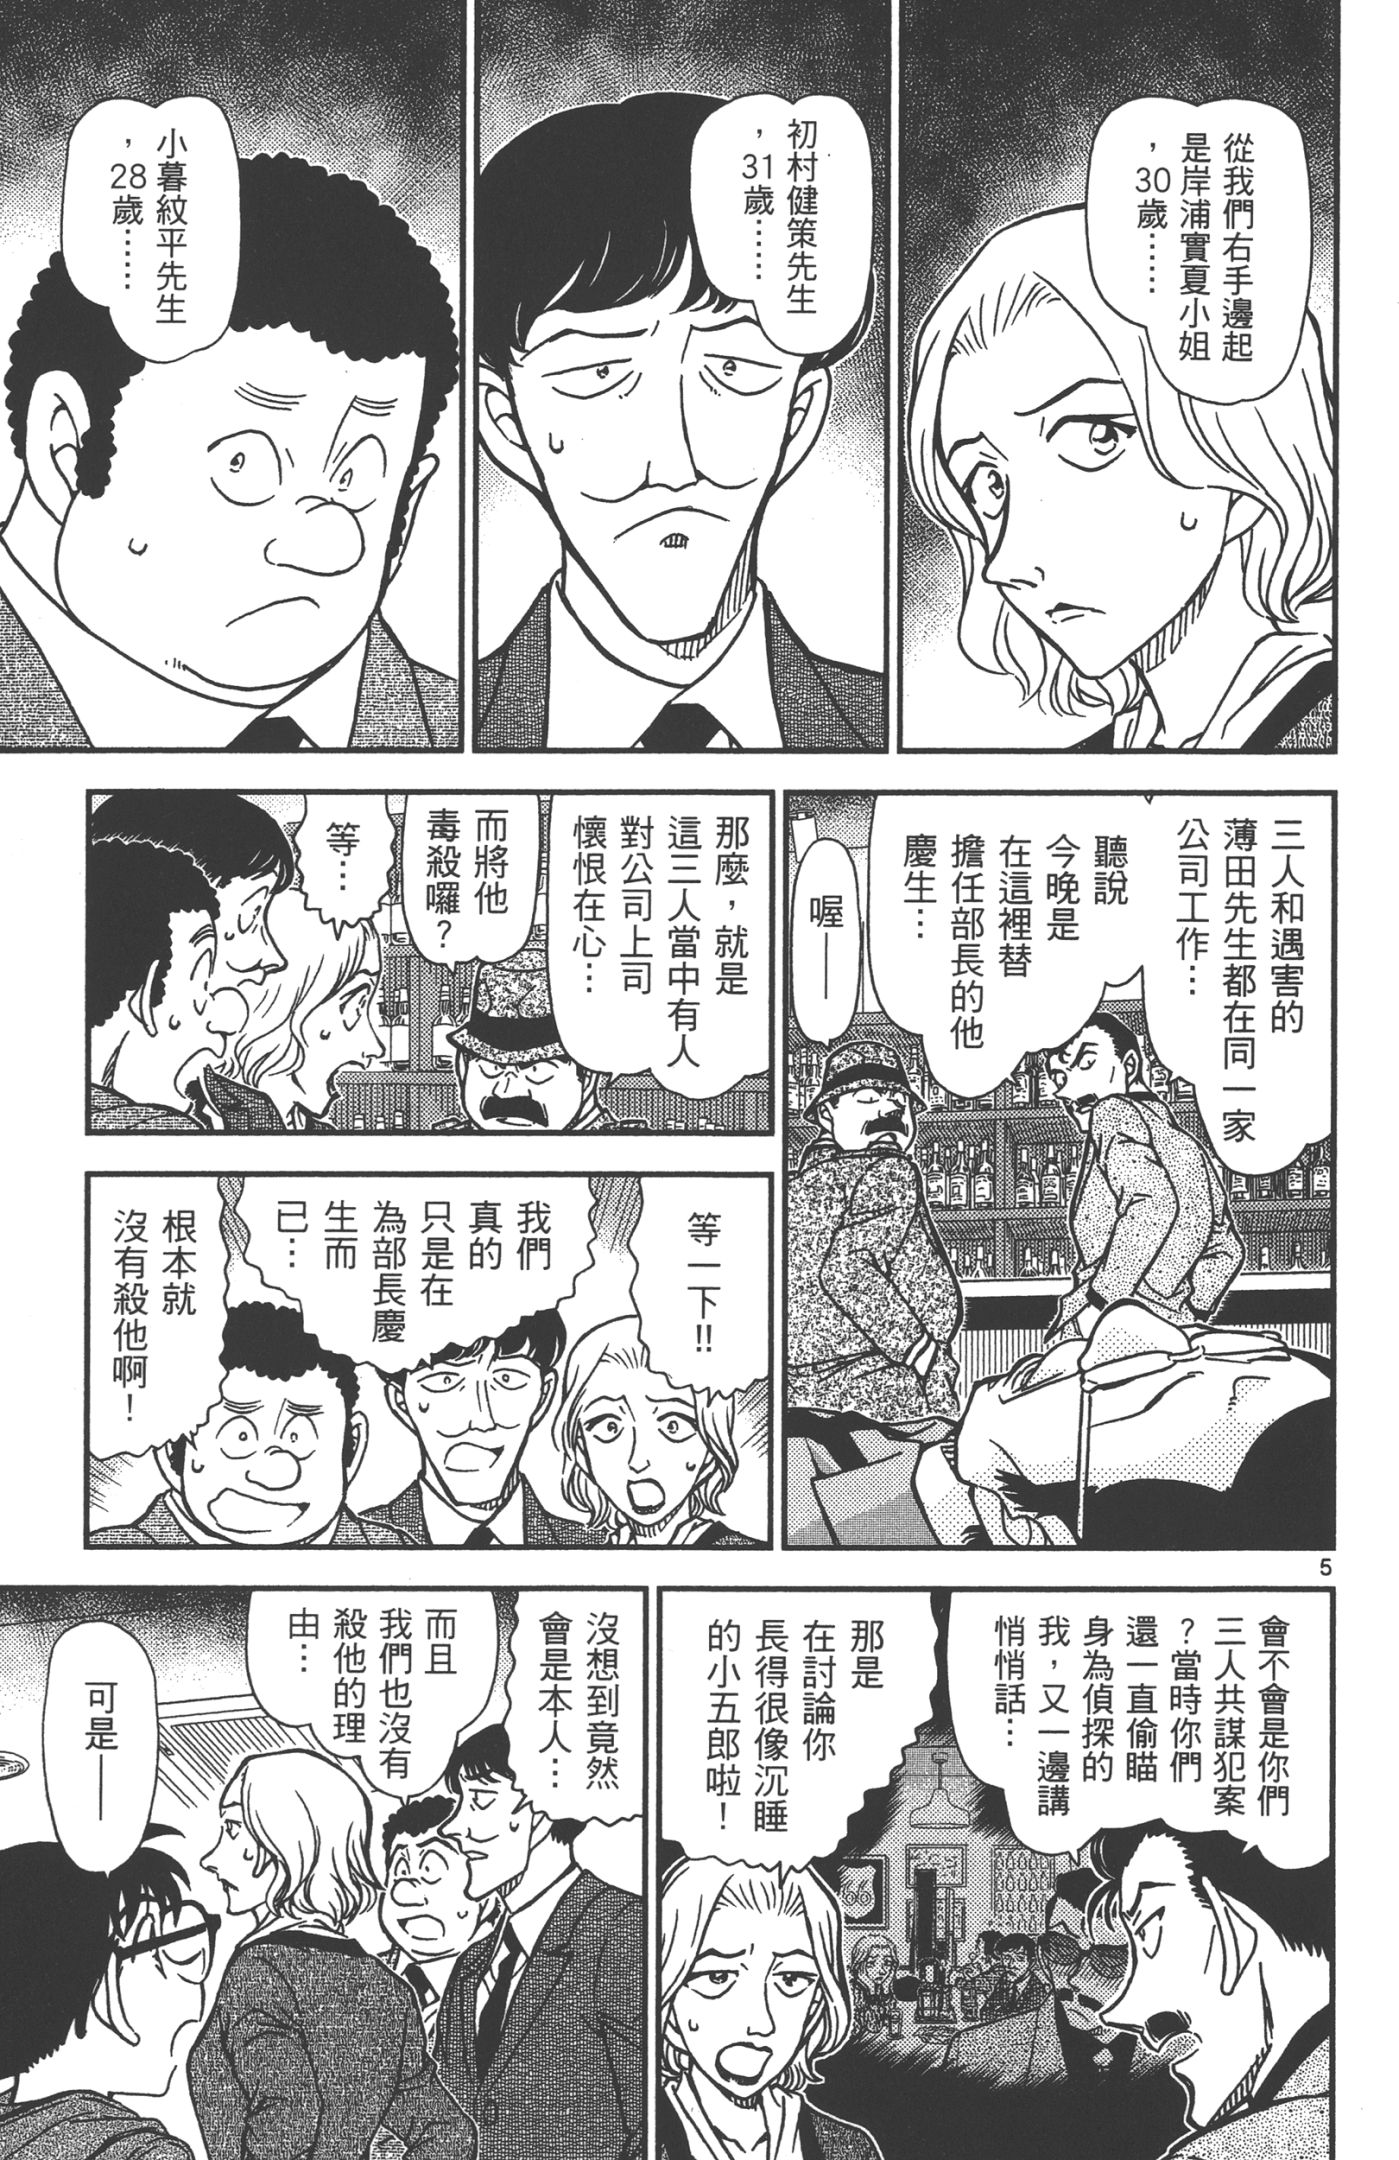 從我們右手邊起
是岸浦實夏小姐
，30歲……
初村健策先生
，31歲……
小暮紋平先生
，28歲……
三人和遇害的
薄田先生都在同一家
公司工作…
聽說
今晚是
在這裡替
擔任部長的他
慶生…
喔——
那麼，就是
這三人當中有人
對公司上司
懷恨在心…
而將他
毒殺囉？
等…
等一下!!
我們
真的
只是在
為部長慶
生而
已…
根本就
沒有殺他啊！
5
會不會是你們
三人共謀犯案
？當時你們
還一直偷瞄
身為偵探的
我，又一邊講
悄悄話…
那是
在討論你
長得很像沉睡
的小五郎啦！
66
沒想到竟然
會是本人…
而且
我們也沒有
殺他的理
由…
可是——